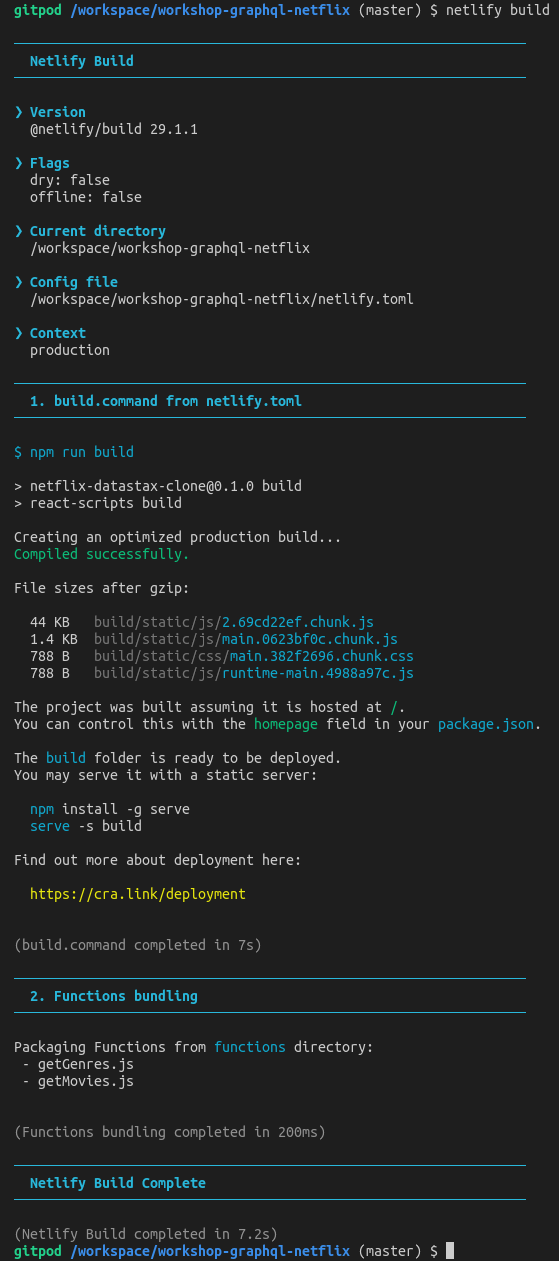 gitpod /workspace/workshop-graphql-netflix (master) $ netlify build
Netlify Build
❯ Version
@netlify/build 29.1.1
❯ Flags
dry: false
offline: false
❯ Current directory
/workspace/workshop-graphql-netflix
❯ Config file
/workspace/workshop-graphql-netflix/netlify.toml
❯ Context
production
1. build.command from netlify.toml
$ npm run build
> netflix-datastax-clone@0.1.0 build
> react-scripts build
Creating an optimized production build...
Compiled successfully.
File sizes after gzip:
44 KB build/static/js/2.69cd22ef.chunk.js
1.4 KB build/static/js/main.0623bf0c.chunk.js
788 B build/static/css/main.382f2696.chunk.css
788 B build/static/js/runtime-main.4988a97c.js
The project was built assuming it is hosted at /.
You can control this with the homepage field in your package.json.
The build folder is ready to be deployed.
You may serve it with a static server:
npm install -g serve
serve -s build
Find out more about deployment here:
https://cra.link/deployment
(build.command completed in 7s)
2. Functions bundling
Packaging Functions from functions directory:
- getGenres.js
- getMovies.js
(Functions bundling completed in 200ms)
Netlify Build Complete
(Netlify Build completed in 7.2s)
gitpod /workspace/workshop-graphql-netflix (master) $